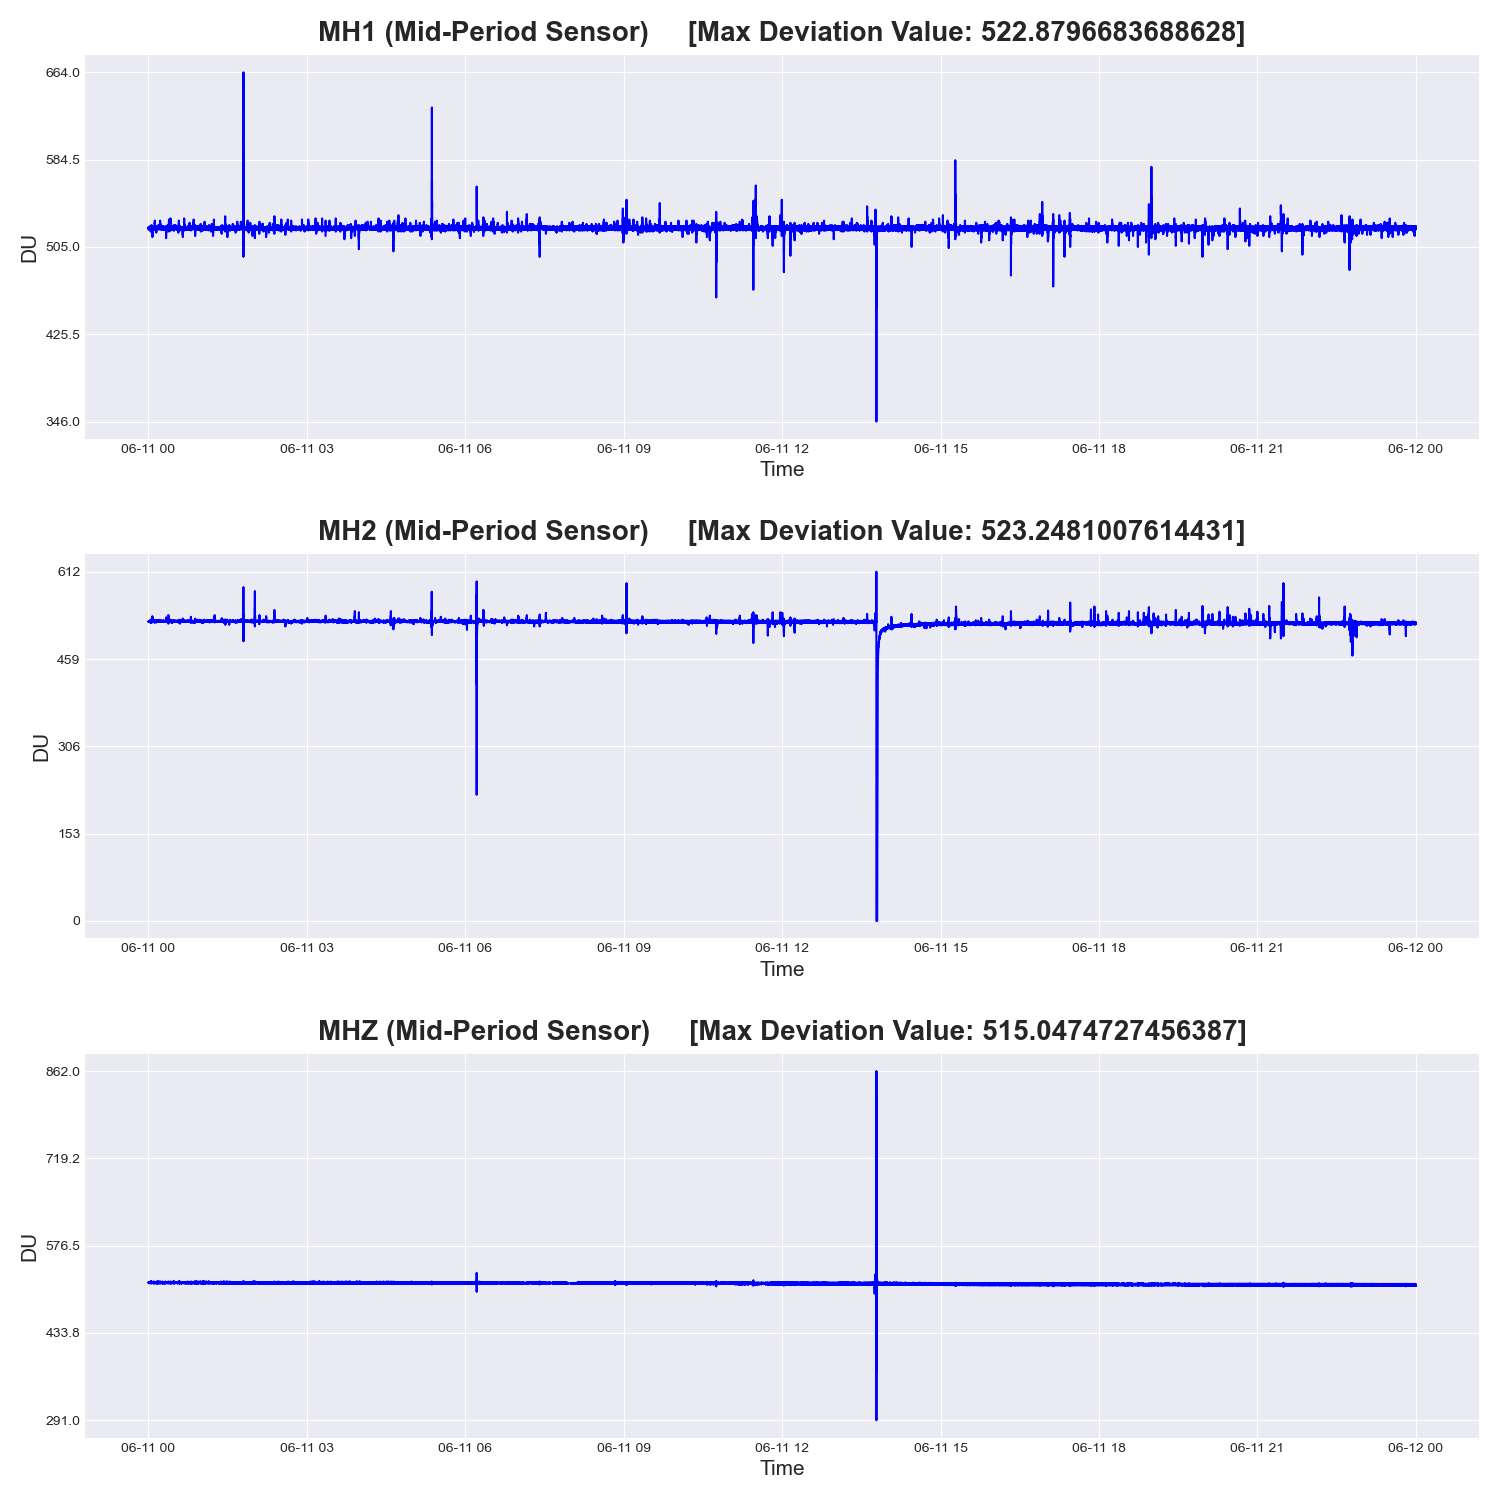 MH1 (Mid-Period Sensor) [Max Deviation Value: 522.8796683688628]
664.0
584.5
505.0
425.5
346.0
DU
06-11 00 06-11 03 06-11 06 06-11 09 06-11 12 06-11 15 06-11 18 06-11 21 06-12 00
Time
MH2 (Mid-Period Sensor) [Max Deviation Value: 523.2481007614431]
612
459
306
153
0
DU
06-11 00 06-11 03 06-11 06 06-11 09 06-11 12 06-11 15 06-11 18 06-11 21 06-12 00
Time
MHZ (Mid-Period Sensor) [Max Deviation Value: 515.0474727456387]
862.0
719.2
576.5
433.8
291.0
DU
06-11 00 06-11 03 06-11 06 06-11 09 06-11 12 06-11 15 06-11 18 06-11 21 06-12 00
Time